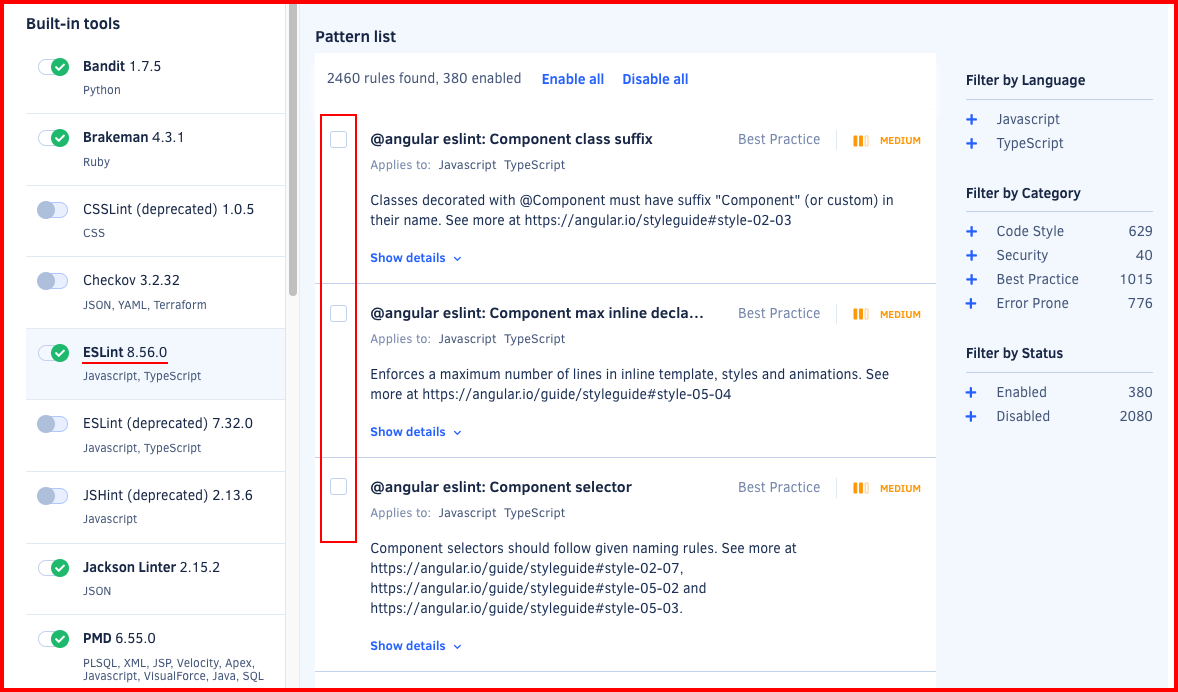 Built-in tools
Bandit 1.7.5
Python
Brakeman 4.3.1
Ruby
CSSLint (deprecated) 1.0.5
CSS
Checkov 3.2.32
JSON, YAML, Terraform
ESLint 8.56.0
Javascript, TypeScript
ESLint (deprecated) 7.32.0
Javascript, TypeScript
JSHint (deprecated) 2.13.6
Javascript
Jackson Linter 2.15.2
JSON
PMD 6.55.0
PLSQL, XML, JSP, Velocity, Apex,
Javascript, VisualForce, Java, SQL
Pattern list
2460 rules found, 380 enabled Enable all Disable all
@angular eslint: Component class suffix Best Practice MEDIUM
Applies to: Javascript TypeScript
Classes decorated with @Component must have suffix "Component" (or custom) in
their name. See more at https://angular.io/styleguide#style-02-03
Show details
@angular eslint: Component max inline decla... Best Practice MEDIUM
Applies to: Javascript TypeScript
Enforces a maximum number of lines in inline template, styles and animations. See
more at https://angular.io/guide/styleguide#style-05-04
Show details
@angular eslint: Component selector Best Practice MEDIUM
Applies to: Javascript TypeScript
Component selectors should follow given naming rules. See more at
https://angular.io/guide/styleguide#style-02-07,
https://angular.io/guide/styleguide#style-05-02 and
https://angular.io/guide/styleguide#style-05-03.
Show details
Filter by Language
+ Javascript
+ TypeScript
Filter by Category
+ Code Style 629
+ Security 40
+ Best Practice 1015
+ Error Prone 776
Filter by Status
+ Enabled 380
+ Disabled 2080